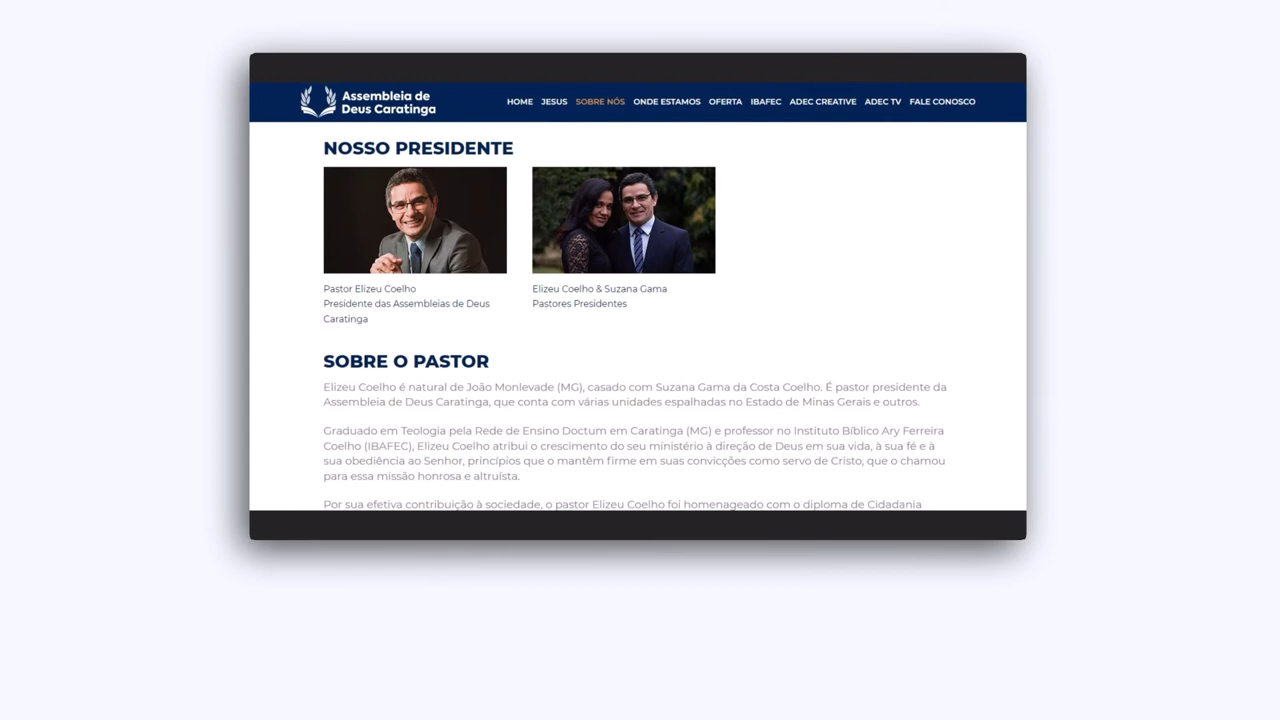 Assembleia de
Deus Caratinga
HOME JESUS SOBRE NÓS ONDE ESTAMOS OFERTA IBAFEC ADEC CREATIVE ADEC TV FALE CONOSCO
NOSSO PRESIDENTE
Pastor Elizeu Coelho
Presidente das Assembleias de Deus
Caratinga
Elizeu Coelho & Suzana Gama
Pastores Presidentes
SOBRE O PASTOR
Elizeu Coelho é natural de João Monlevade (MG), casado com Suzana Gama da Costa Coelho. É pastor presidente da
Assembleia de Deus Caratinga, que conta com várias unidades espalhadas no Estado de Minas Gerais e outros.
Graduado em Teologia pela Rede de Ensino Doctum em Caratinga (MG) e professor no Instituto Bíblico Ary Ferreira
Coelho (IBAFEC), Elizeu Coelho atribui o crescimento do seu ministério à direção de Deus em sua vida, à sua fé e à
sua obediência ao Senhor, princípios que o mantêm firme em suas convicções como servo de Cristo, que o chamou
para essa missão honrosa e altruísta.
Por sua efetiva contribuição à sociedade, o pastor Elizeu Coelho foi homenageado com o diploma de Cidadania